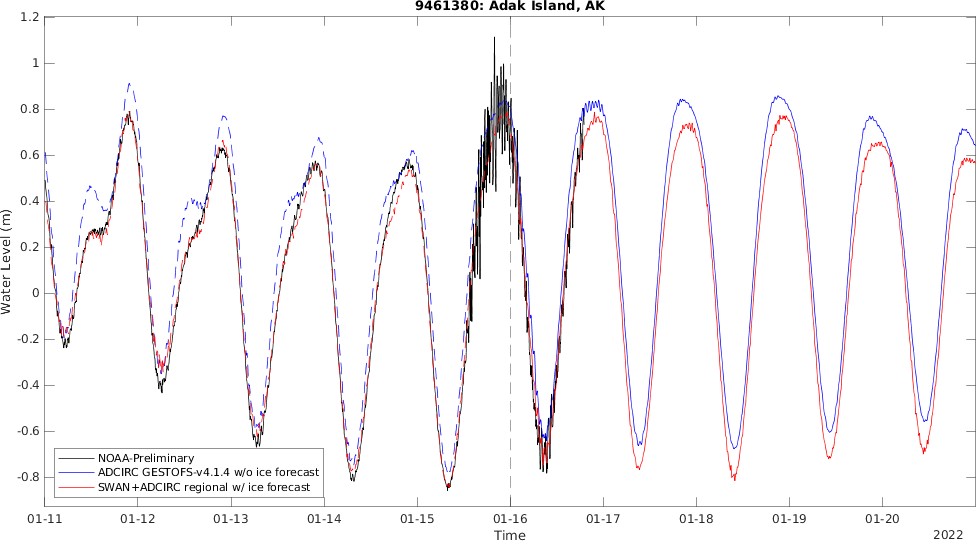 9461380: Adak Island, AK
1.2
1
0.8
0.6
0.4
0.2
0
-0.2
-0.4
-0.6
-0.8
Water Level (m)
NOAA-Preliminary
ADCIRC GESTOFS-v4.1.4 w/o ice forecast
SWAN+ADCIRC regional w/ ice forecast
01-11 01-12 01-13 01-14 01-15 01-16 01-17 01-18 01-19 01-20
Time
2022